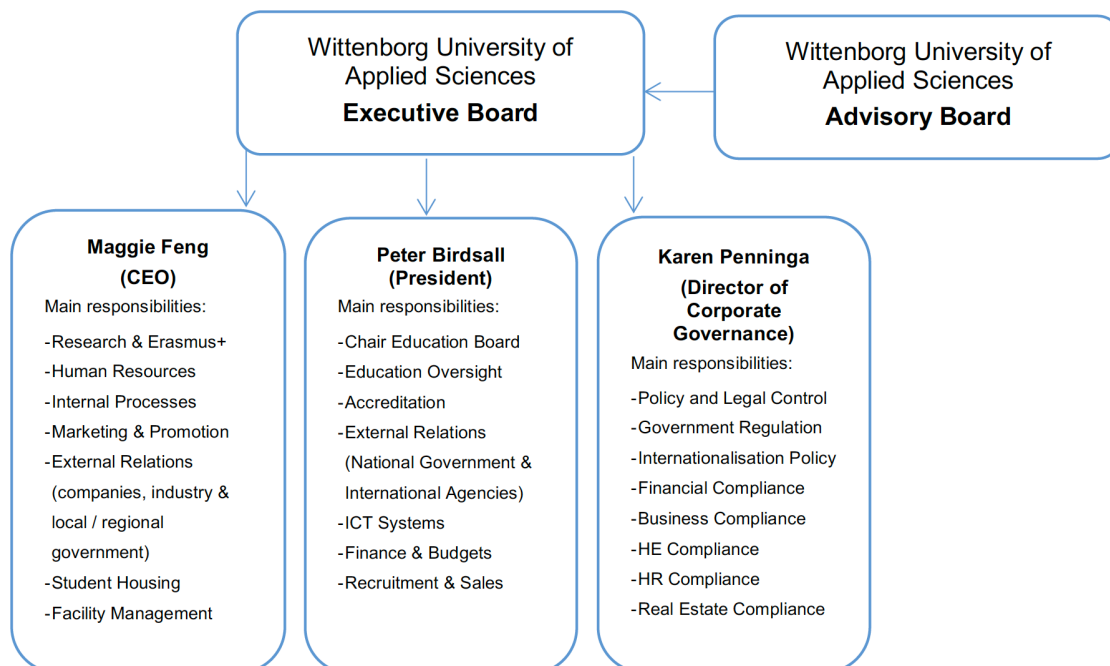 Wittenborg University of
Applied Sciences
Executive Board
Wittenborg University of
Applied Sciences
Advisory Board
Maggie Feng
(CEO)
Main responsibilities:
-Research & Erasmus+
-Human Resources
-Internal Processes
-Marketing & Promotion
-External Relations
(companies, industry &
local / regional
government)
-Student Housing
-Facility Management
Peter Birdsall
(President)
Main responsibilities:
-Chair Education Board
-Education Oversight
-Accreditation
-External Relations
(National Government &
International Agencies)
-ICT Systems
-Finance & Budgets
-Recruitment & Sales
Karen Penninga
(Director of
Corporate
Governance)
Main responsibilities:
-Policy and Legal Control
-Government Regulation
-Internationalisation Policy
-Financial Compliance
-Business Compliance
-HE Compliance
-HR Compliance
-Real Estate Compliance